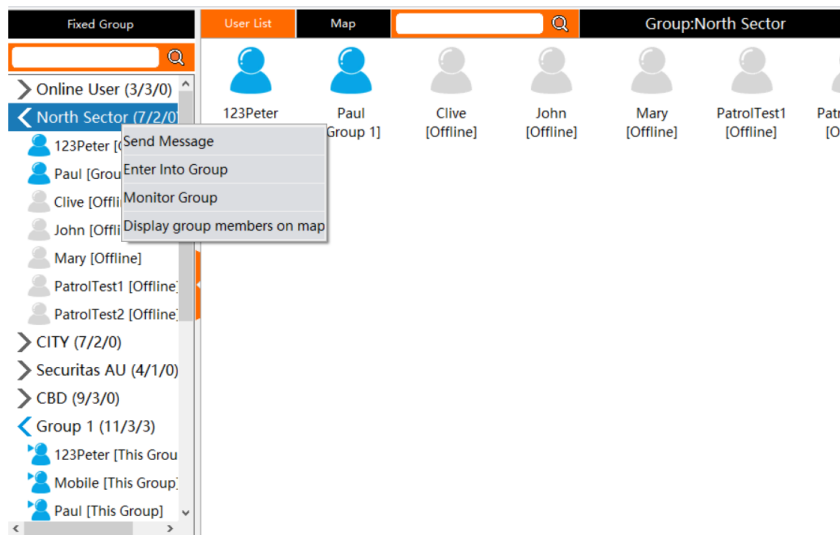 Fixed Group
User List
Map
Group:North Sector
Online User (3/3/0)
North Sector (7/2/0
123Peter [
Paul [Grou
Clive [Offli
John [Offli
Mary [Offline]
PatrolTest1 [Offline]
PatrolTest2 [Offline]
CITY (7/2/0)
Securitas AU (4/1/0)
CBD (9/3/0)
Group 1 (11/3/3)
123Peter [This Grou
Mobile [This Group]
Paul [This Group]
Send Message
Enter Into Group
Monitor Group
Display group members on map
123Peter
Paul
Group 1]
Clive
[Offline]
John
[Offline]
Mary
[Offline]
PatrolTest1
[Offline]
Patr
[O